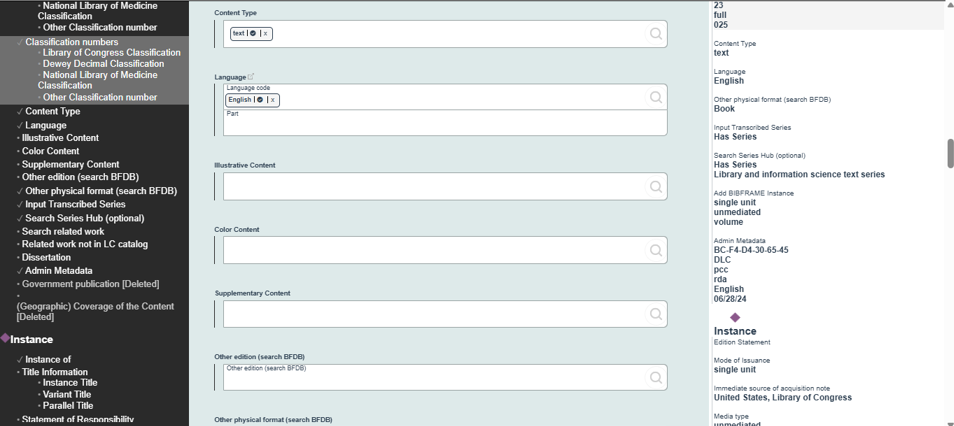 National Library of Medicine
Classification
Other Classification number
Classification numbers
Library of Congress Classification
Dewey Decimal Classification
National Library of Medicine
Classification
Other Classification number
Content Type
Language
Illustrative Content
Color Content
Supplementary Content
Other edition (search BFDB)
Other physical format (search BFDB)
Input Transcribed Series
Search Series Hub (optional)
Search related work
Related work not in LC catalog
Dissertation
Admin Metadata
Government publication [Deleted]
(Geographic) Coverage of the Content
[Deleted]
Instance
Instance of
Title Information
Instance Title
Variant Title
Parallel Title
Statement of Responsibility
Content Type
text | x
Language
Language code
English | | x
Part
Illustrative Content
Color Content
Supplementary Content
Other edition (search BFDB)
Other edition (search BFDB)
Other physical format (search BFDB)
23
full
025
Content Type
text
Language
English
Other physical format (search BFDB)
Book
Input Transcribed Series
Has Series
Search Series Hub (optional)
Has Series
Library and information science text series
Add BIBFRAME Instance
single unit
unmediated
volume
Admin Metadata
BC-F4-D4-30-65-45
DLC
pcc
rda
English
06/28/24
Instance
Edition Statement
Mode of Issuance
single unit
Immediate source of acquisition note
United States, Library of Congress
Media type
unmediated